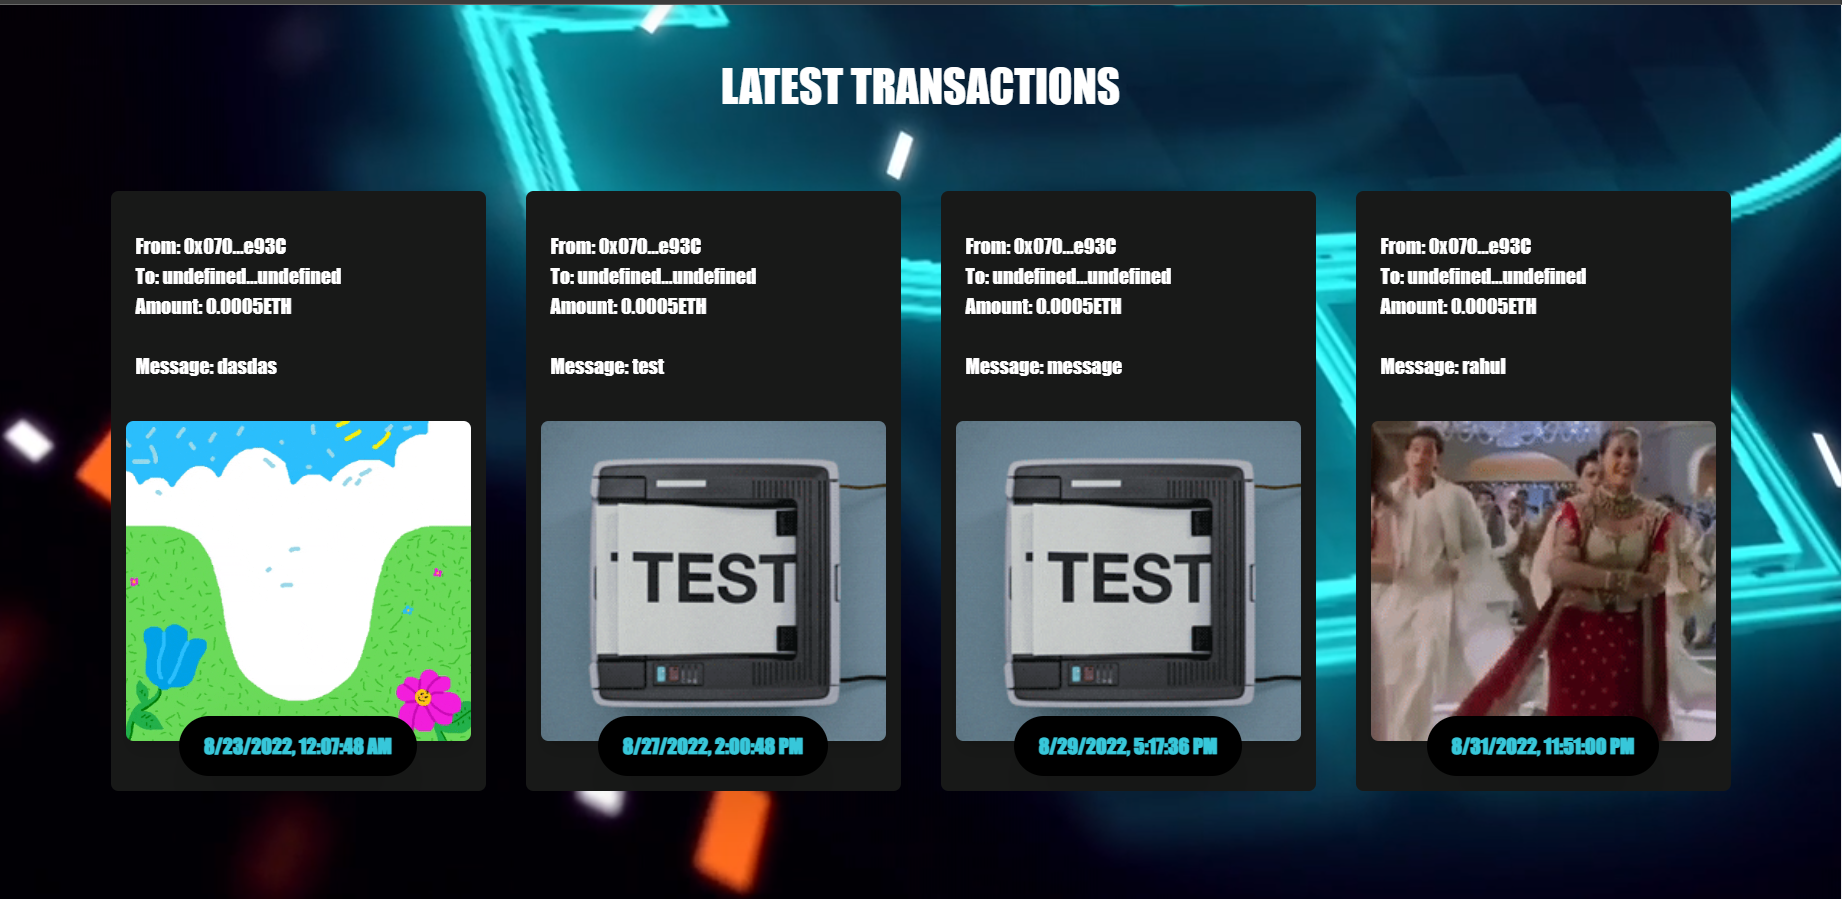 LATEST TRANSACTIONS
From: 0x070...e93C
To: undefined...undefined
Amount: 0.0005ETH
Message: dasdas
8/23/2022, 12:07:48 AM
From: 0x070...e93C
To: undefined...undefined
Amount: 0.0005ETH
Message: test
TEST
8/27/2022, 2:00:48 PM
From: 0x070...e93C
To: undefined...undefined
Amount: 0.0005ETH
Message: message
TEST
8/29/2022, 5:17:36 PM
From: 0x070...e93C
To: undefined...undefined
Amount: 0.0005ETH
Message: rahul
8/31/2022, 11:51:00 PM